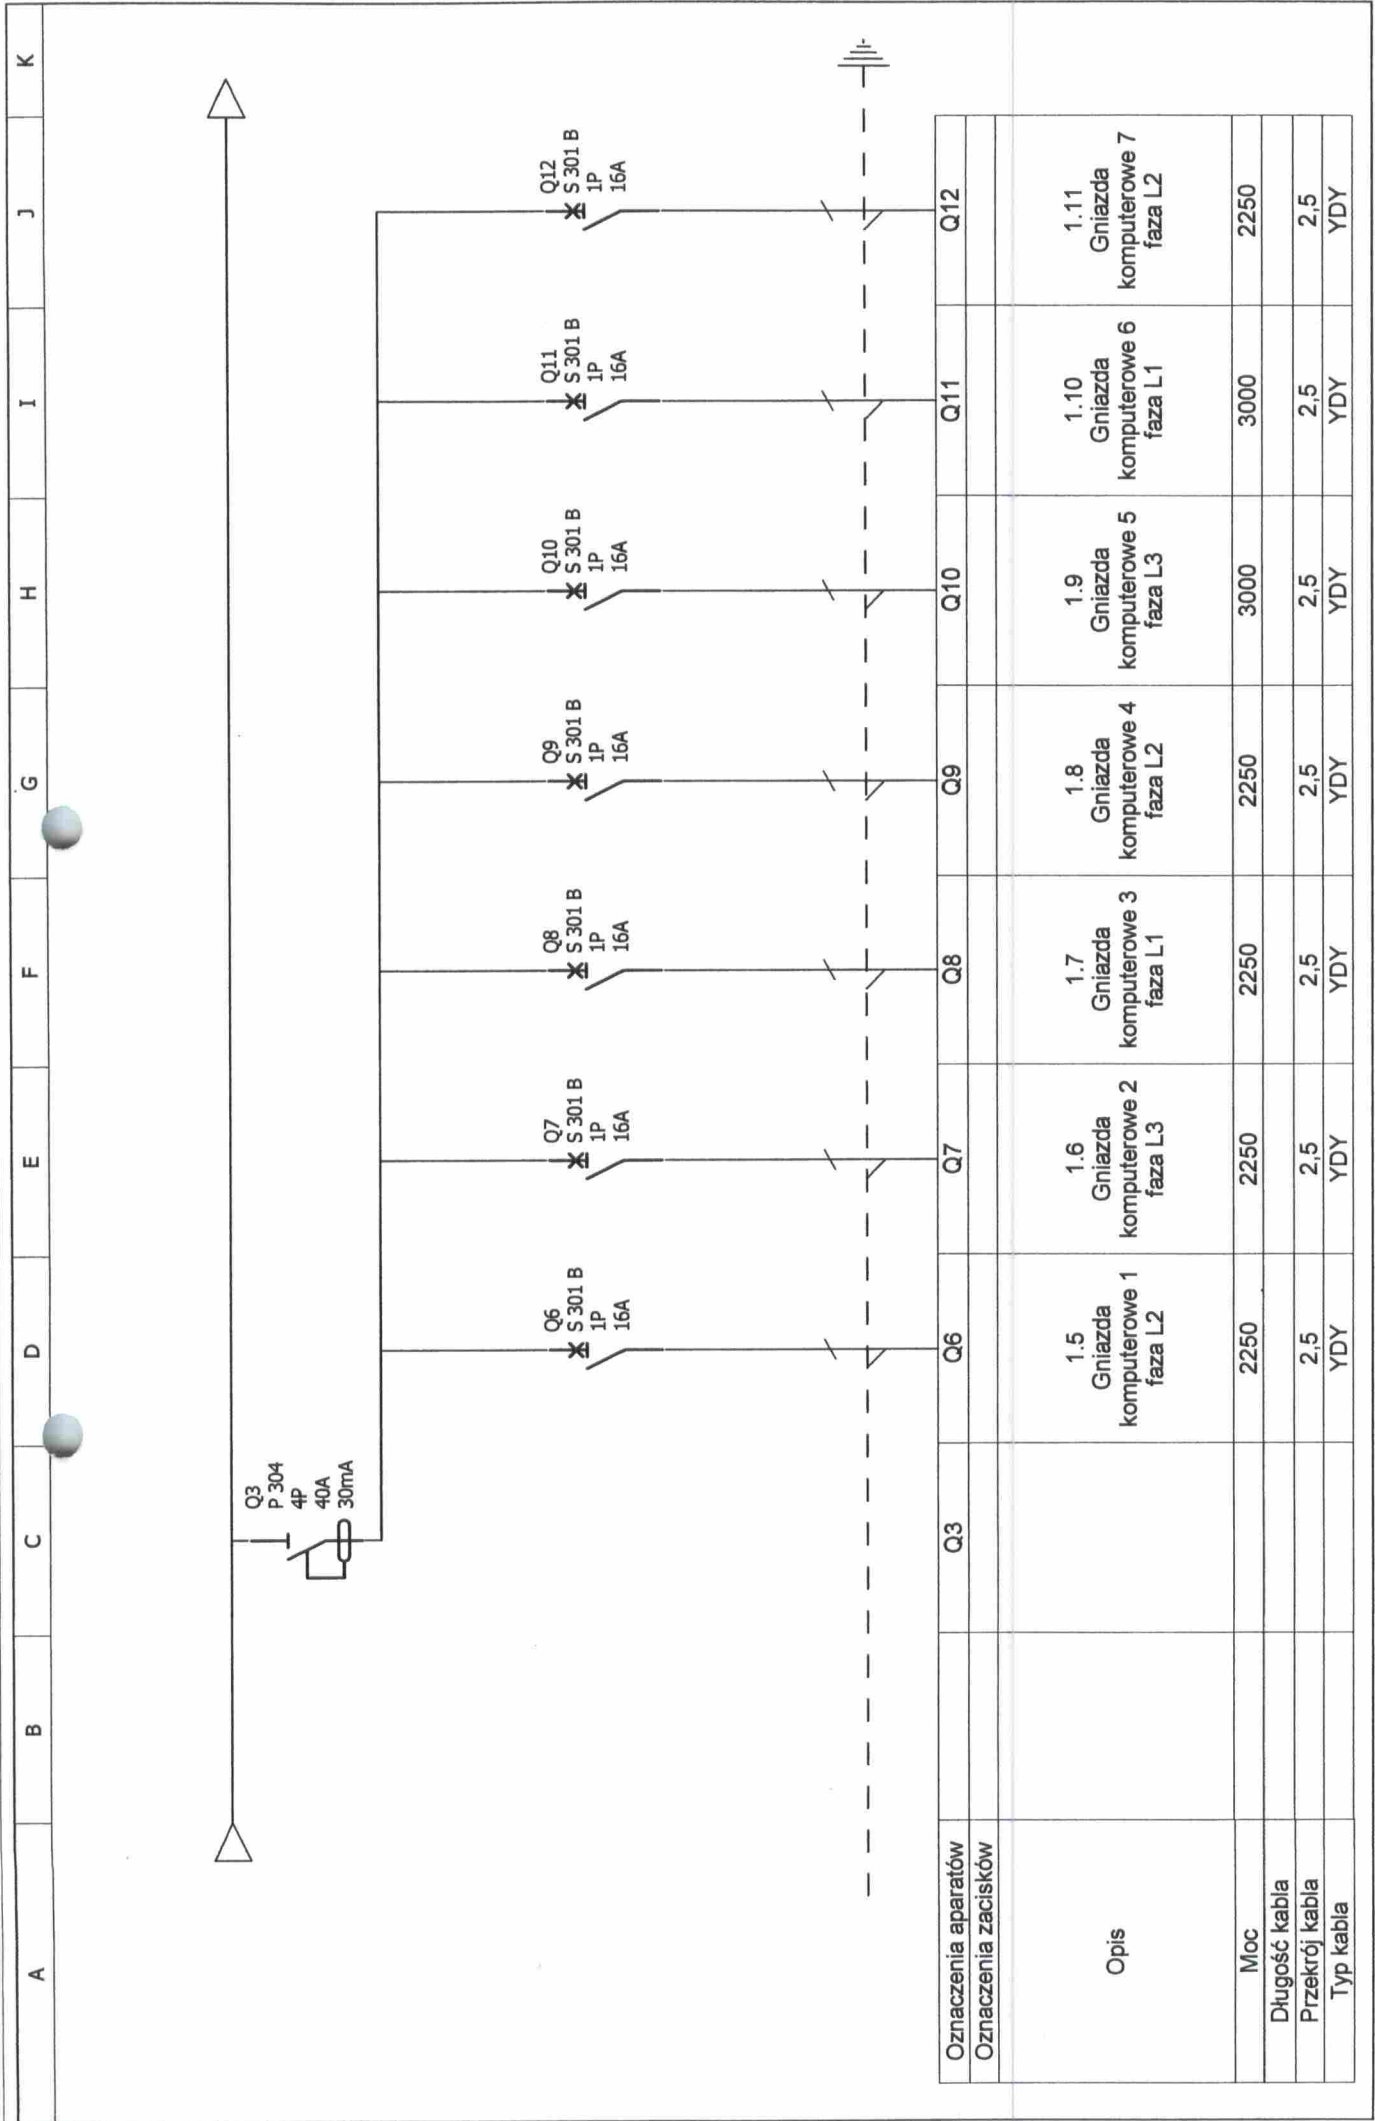 A B C D E F G H I J K
Q3
P 304
4P
40A
30mA
Q6
S 301 B
1P
16A
Q7
S 301 B
1P
16A
Q8
S 301 B
1P
16A
Q9
S 301 B
1P
16A
Q10
S 301 B
1P
16A
Q11
S 301 B
1P
16A
Q12
S 301 B
1P
16A
Oznaczenia aparatów Q3 Q6 Q7 Q8 Q9 Q10 Q11 Q12
Oznaczenia zacisków
Opis
1.5
Gniazda
komputerowe 1
faza L2
1.6
Gniazda
komputerowe 2
faza L3
1.7
Gniazda
komputerowe 3
faza L1
1.8
Gniazda
komputerowe 4
faza L2
1.9
Gniazda
komputerowe 5
faza L3
1.10
Gniazda
komputerowe 6
faza L1
1.11
Gniazda
komputerowe 7
faza L2
Moc 2250 2250 2250 2250 3000 3000 2250
Długość kabla
Przekrój kabla 2,5 2,5 2,5 2,5 2,5 2,5 2,5
Typ kabla YDY YDY YDY YDY YDY YDY YDY